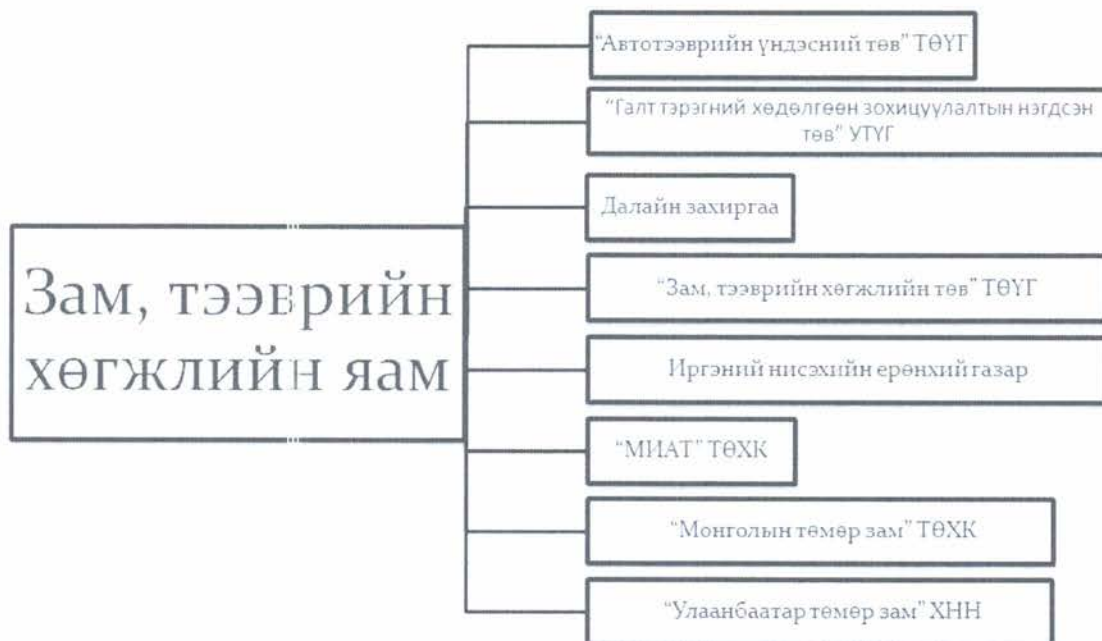 Зам, тээврийн
хөгжлийн яам
“Автотээврийн үндэсний төв” ТӨҮГ
“Галт тэрэгний хөдөлгөөн зохицуулалтын нэгдсэн
төв” УТҮГ
Далайн захиргаа
“Зам, тээврийн хөгжлийн төв” ТӨҮГ
Иргэний нисэхийн ерөнхий газар
“МИАТ” ТӨХК
“Монголын төмөр зам” ТӨХК
“Улаанбаатар төмөр зам” ХНН